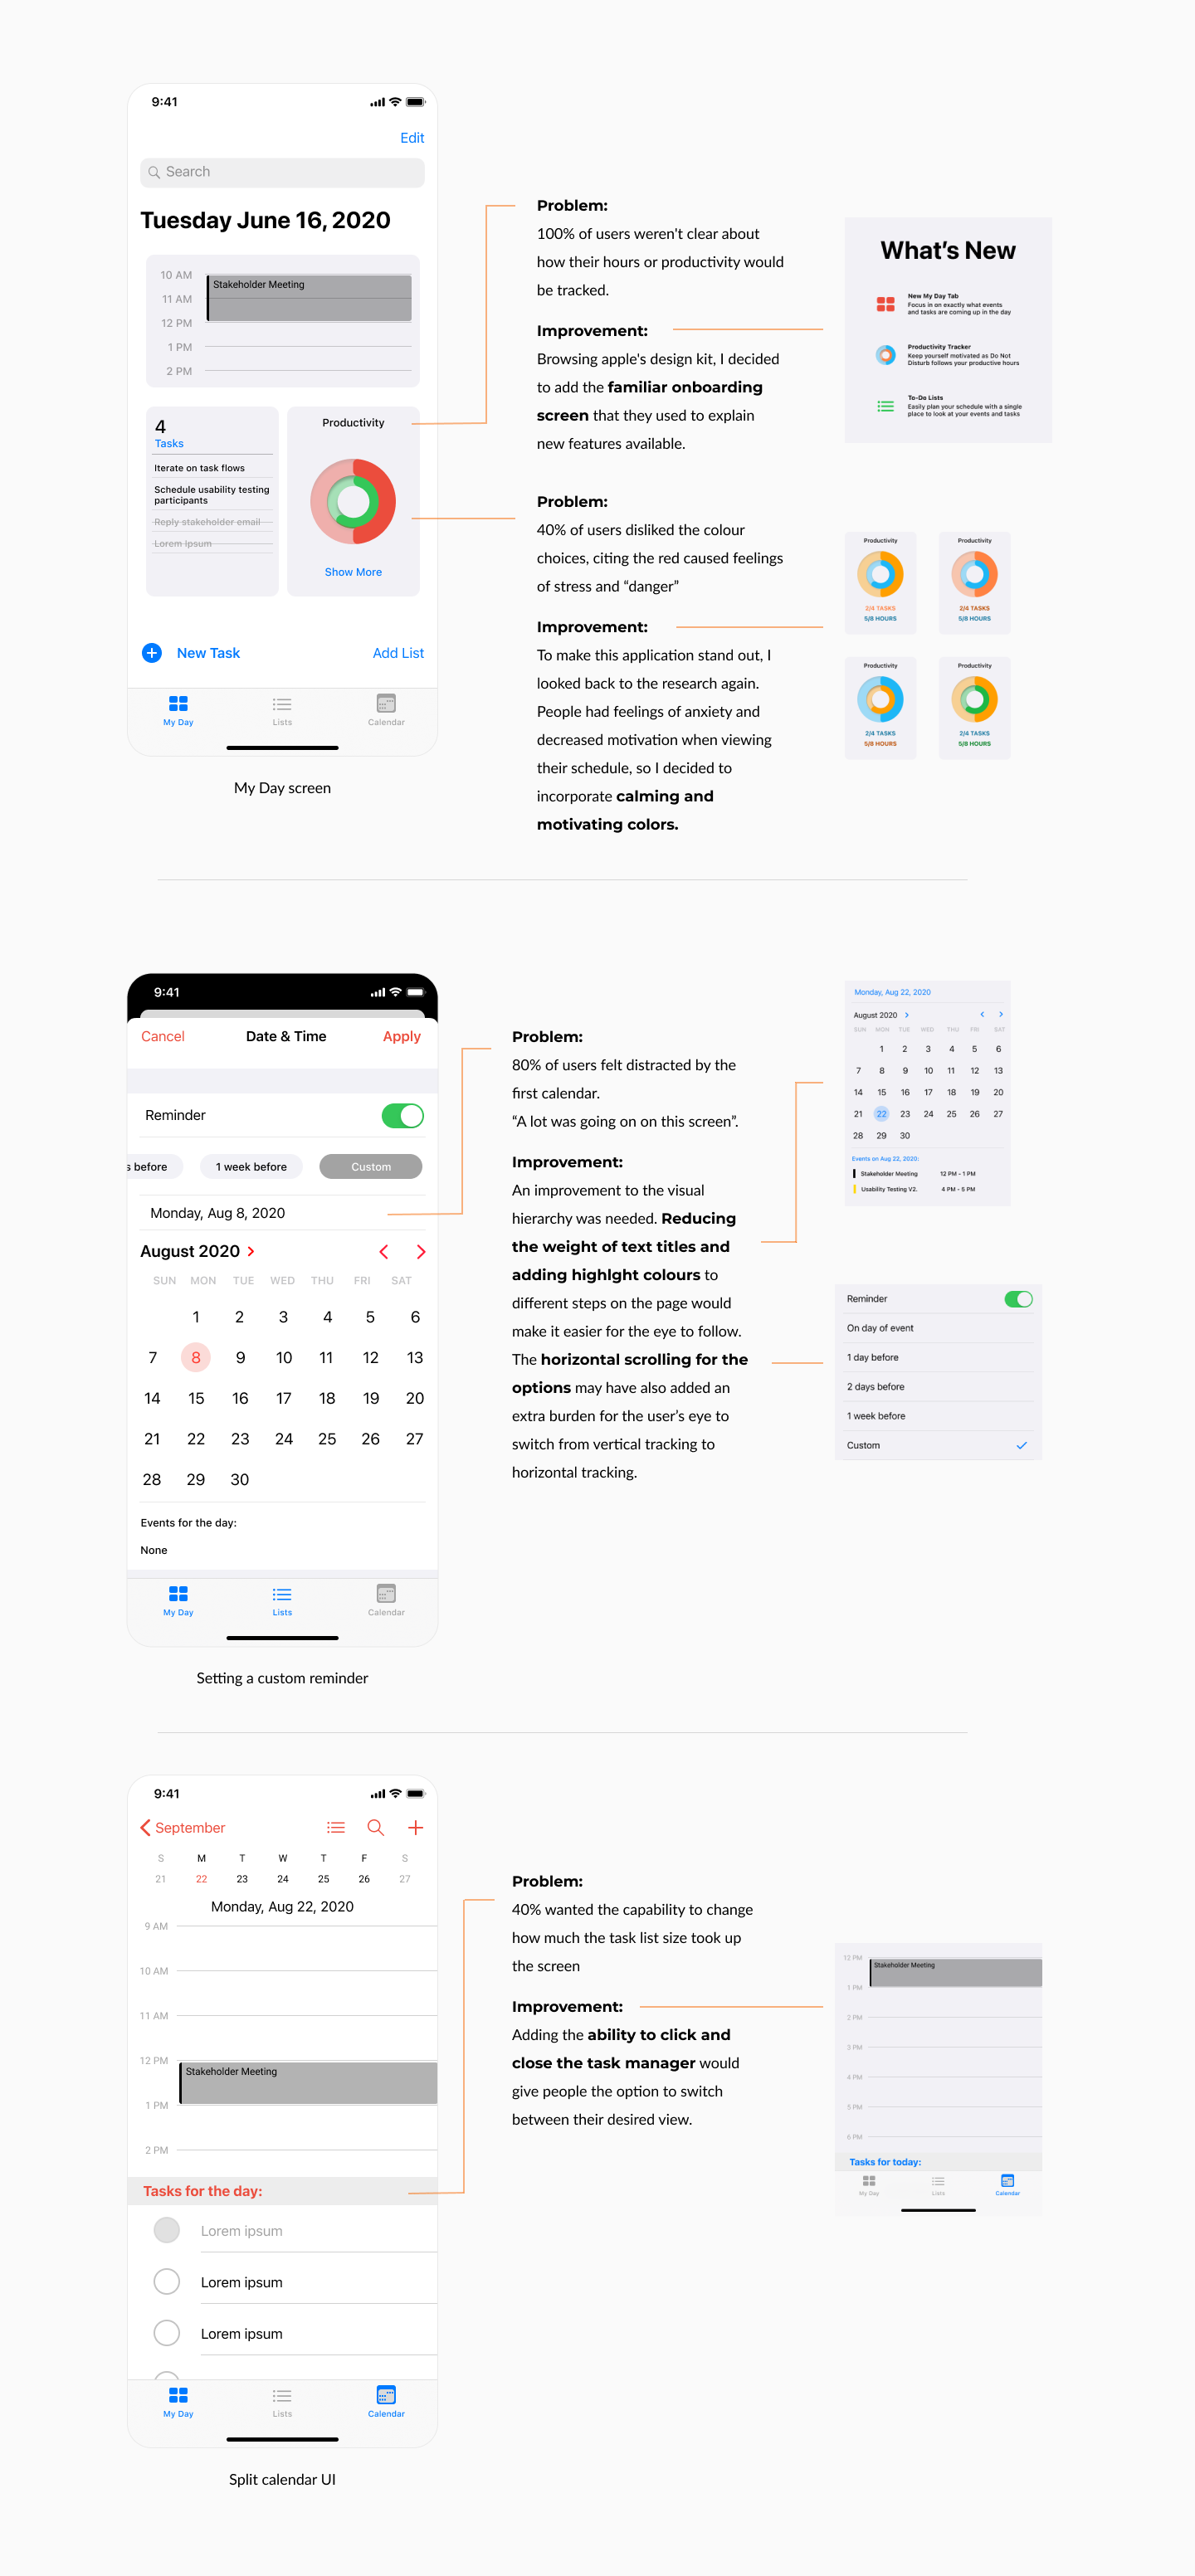 9:41
Edit
Search
Tuesday June 16, 2020
10 AM
Stakeholder Meeting
11 AM
12 PM
1 PM
2 PM
4
Tasks
Iterate on task flows
Schedule usability testing
participants
Reply stakeholder email
Lorem Ipsum
Productivity
Show More
New Task
Add List
My Day
Lists
Calendar
My Day screen
Problem:
100% of users weren't clear about
how their hours or productivity would
be tracked.
Improvement:
Browsing apple's design kit, I decided
to add the familiar onboarding
screen that they used to explain
new features available.
What's New
New My Day Tab
Focus in on exactly what events
and tasks are coming up in the day
Productivity Tracker
Keep yourself motivated as Do Not
Disturb follows your productive hours
To-Do Lists
Easily plan your schedule with a single
place to look at your events and tasks
Problem:
40% of users disliked the colour
choices, citing the red caused feelings
of stress and “danger”
Improvement:
To make this application stand out, I
looked back to the research again.
People had feelings of anxiety and
decreased motivation when viewing
their schedule, so I decided to
incorporate calming and
motivating colors.
Productivity
2/4 TASKS
5/8 HOURS
Productivity
2/4 TASKS
5/8 HOURS
Productivity
2/4 TASKS
5/8 HOURS
Productivity
2/4 TASKS
5/8 HOURS
9:41
Cancel
Date & Time
Apply
Reminder
s before
1 week before
Custom
Monday, Aug 8, 2020
August 2020
SUN MON TUE WED THU FRI SAT
1 2 3 4 5 6
7 8 9 10 11 12 13
14 15 16 17 18 19 20
21 22 23 24 25 26 27
28 29 30
Events for the day:
None
My Day
Lists
Calendar
Setting a custom reminder
Problem:
80% of users felt distracted by the
first calendar.
“A lot was going on on this screen”.
Improvement:
An improvement to the visual
hierarchy was needed. Reducing
the weight of text titles and
adding highlght colours to
different steps on the page would
make it easier for the eye to follow.
The horizontal scrolling for the
options may have also added an
extra burden for the user’s eye to
switch from vertical tracking to
horizontal tracking.
Monday, Aug 22, 2020
August 2020
SUN MON TUE WED THU FRI SAT
1 2 3 4 5 6
7 8 9 10 11 12 13
14 15 16 17 18 19 20
21 22 23 24 25 26 27
28 29 30
Events on Aug 22, 2020:
Stakeholder Meeting 12 PM - 1 PM
Usability Testing V2. 4 PM - 5 PM
Reminder
On day of event
1 day before
2 days before
1 week before
Custom
9:41
September
S M T W T F S
21 22 23 24 25 26 27
Monday, Aug 22, 2020
9 AM
10 AM
11 AM
12 PM
Stakeholder Meeting
1 PM
2 PM
Tasks for the day:
Lorem ipsum
Lorem ipsum
Lorem ipsum
My Day
Lists
Calendar
Split calendar UI
Problem:
40% wanted the capability to change
how much the task list size took up
the screen
Improvement:
Adding the ability to click and
close the task manager would
give people the option to switch
between their desired view.
12 PM
Stakeholder Meeting
1 PM
2 PM
3 PM
4 PM
5 PM
6 PM
Tasks for today:
My Day
Lists
Calendar